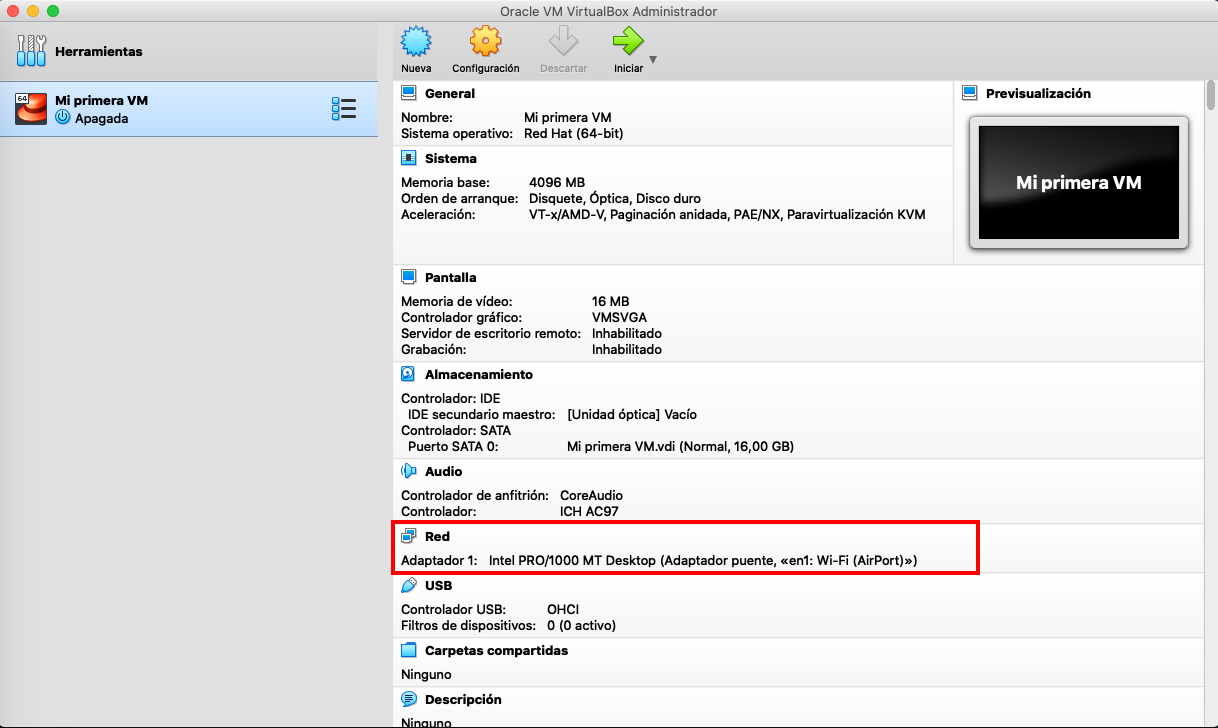 Oracle VM VirtualBox Administrador
Herramientas
Nueva
Configuración
Descartar
Iniciar
64
Mi primera VM
Apagada
General
Nombre: Mi primera VM
Sistema operativo: Red Hat (64-bit)
Previsualización
Mi primera VM
Sistema
Memoria base: 4096 MB
Orden de arranque: Disquete, Óptica, Disco duro
Aceleración: VT-x/AMD-V, Paginación anidada, PAE/NX, Paravirtualización KVM
Pantalla
Memoria de vídeo: 16 MB
Controlador gráfico: VMSVGA
Servidor de escritorio remoto: Inhabilitado
Grabación: Inhabilitado
Almacenamiento
Controlador: IDE
IDE secundario maestro: [Unidad óptica] Vacío
Controlador: SATA
Puerto SATA 0: Mi primera VM.vdi (Normal, 16,00 GB)
Audio
Controlador de anfitrión: CoreAudio
Controlador: ICH AC97
Red
Adaptador 1: Intel PRO/1000 MT Desktop (Adaptador puente, «en1: Wi-Fi (AirPort)»)
USB
Controlador USB: OHCI
Filtros de dispositivos: 0 (0 activo)
Carpetas compartidas
Ninguno
Descripción
Ninguno